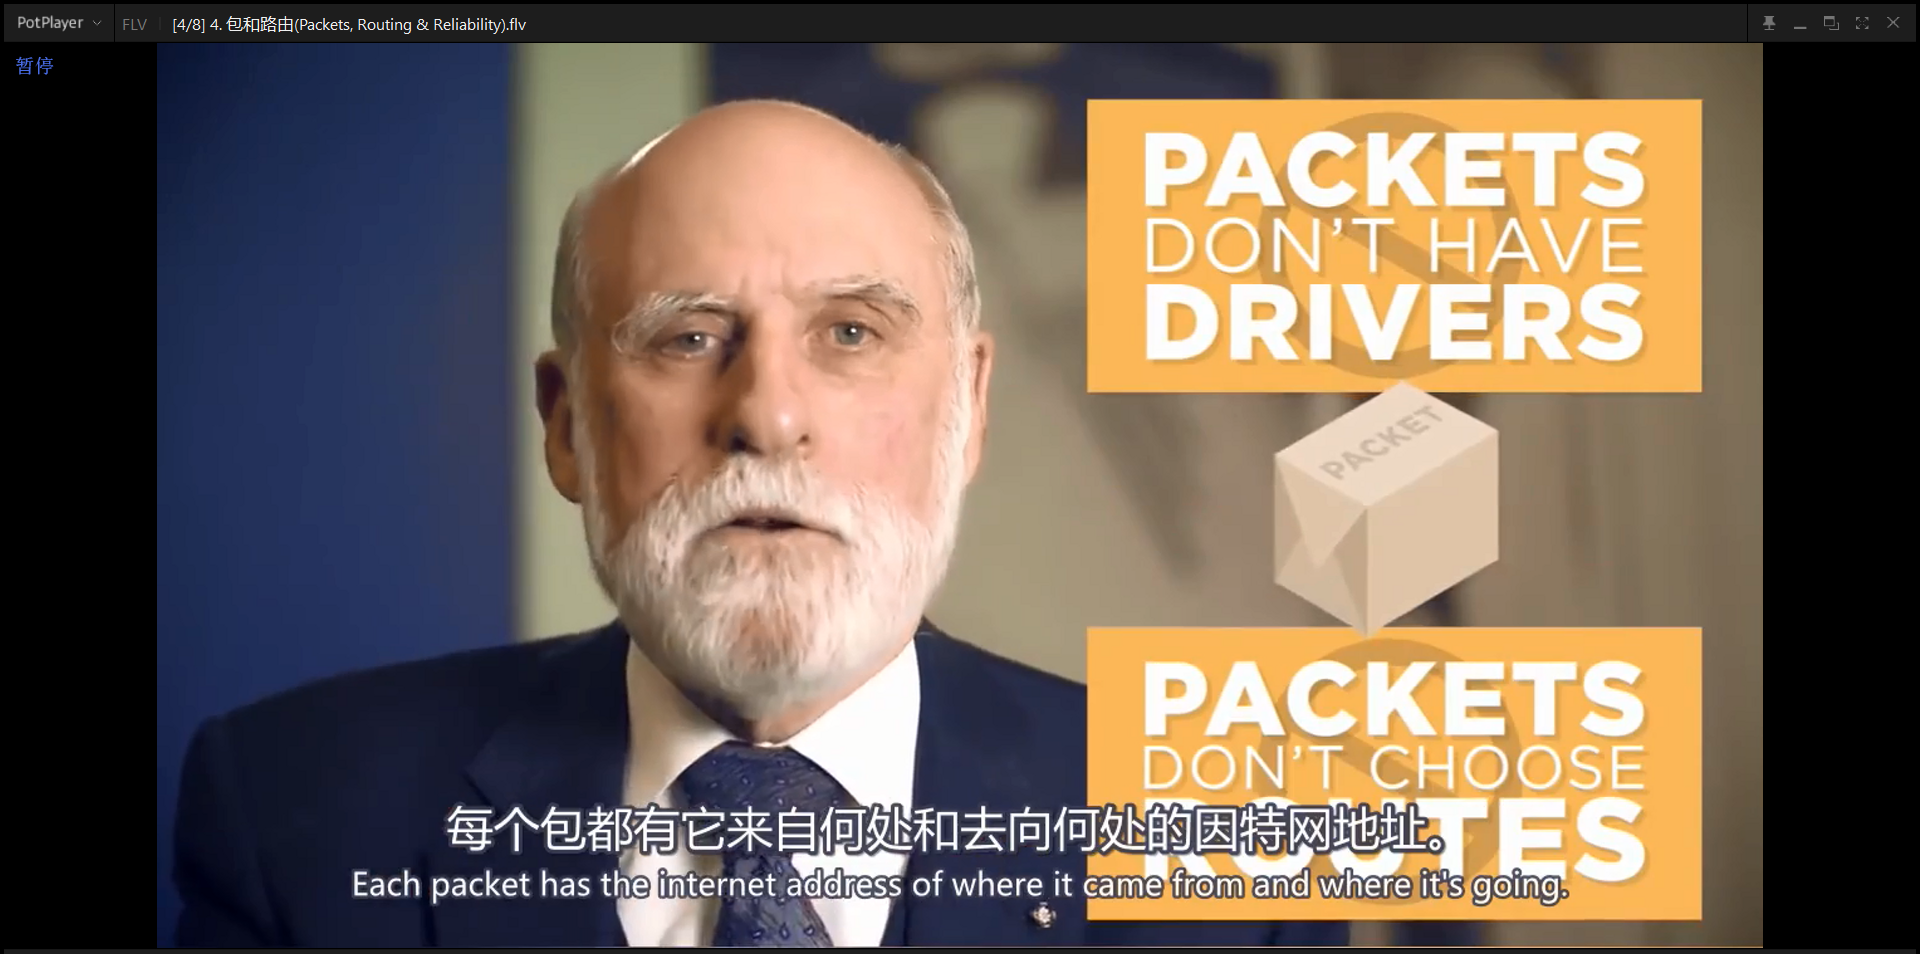 PotPlayer
FLV
[4/8] 4. 包和路由(Packets, Routing & Reliability).flv
暂停
PACKETS
DON'T HAVE
DRIVERS
PACKET
PACKETS
DON'T CHOOSE
ROUTES
每个包都有它来自何处和去向何处的因特网地址。
Each packet has the internet address of where it came from and where it's going.